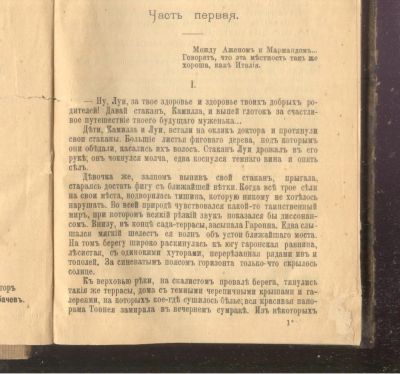 Часть первая.
Между Аженомъ и Мармандомъ...
Говорятъ, что эта мѣстность такъ же
хороша, какъ Италія.
I.
— Ну, Луи, за твое здоровье и здоровье твоихъ добрыхъ ро-
дителей! Давай стаканъ, Камилла, и выпей глотокъ за счастли-
вое путешествіе твоего будущаго муженька...
Дѣти, Камилла и Луи, встали на окликъ доктора и протянули
свои стаканы. Большіе листья фиговаго дерева, подъ которымъ
они обѣдали, касались ихъ волосъ. Стаканъ Луи дрожалъ въ его
рукѣ; онъ чокнулся молча, едва коснулся темнаго вина и опять
сѣлъ.
Дѣвочка же, залпомъ выпивъ свой стаканъ, прыгала,
стараясь достать фигу съ ближайшей вѣтки. Когда всѣ трое сѣли
на свои мѣста, водворилась тишина, которую никому не хотѣлось
нарушать. Во всей природѣ чувствовался какой-то таинственный
миръ, при которомъ всякій рѣзкій звукъ показался бы диссонан-
сомъ. Внизу, въ концѣ сада-террасы, засыпала Гаронна. Едва слы-
шался мягкій шелестъ ея волнъ объ устои ближайшаго моста.
На томъ берегу широко раскинулась къ югу гаронская равнина,
лѣсистая, съ одинокими хуторами, перерѣзанная рядами ивъ и
тополей. За синеватымъ поясомъ горизонта только-что скрылось
солнце.
Къ верховью рѣки, на скалистомъ провалѣ берега, тянулись
такія же террасы, дома съ темными черепичными крышами и га-
лереями, на которыхъ кое-гдѣ сушилось бѣлье; вся красивая пано-
рама Тоннея замирала въ вечернемъ сумракѣ. Изъ нѣкоторыхъ
1*
торъ
бачевъ.